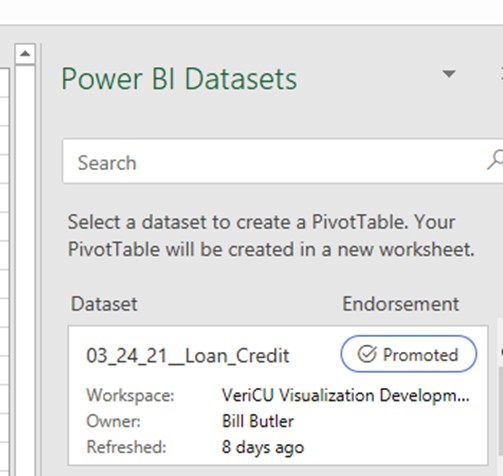 Power BI Datasets
Search
Select a dataset to create a PivotTable. Your
PivotTable will be created in a new worksheet.
Dataset Endorsement
03_24_21__Loan_Credit Promoted
Workspace: VeriCU Visualization Developm...
Owner: Bill Butler
Refreshed: 8 days ago